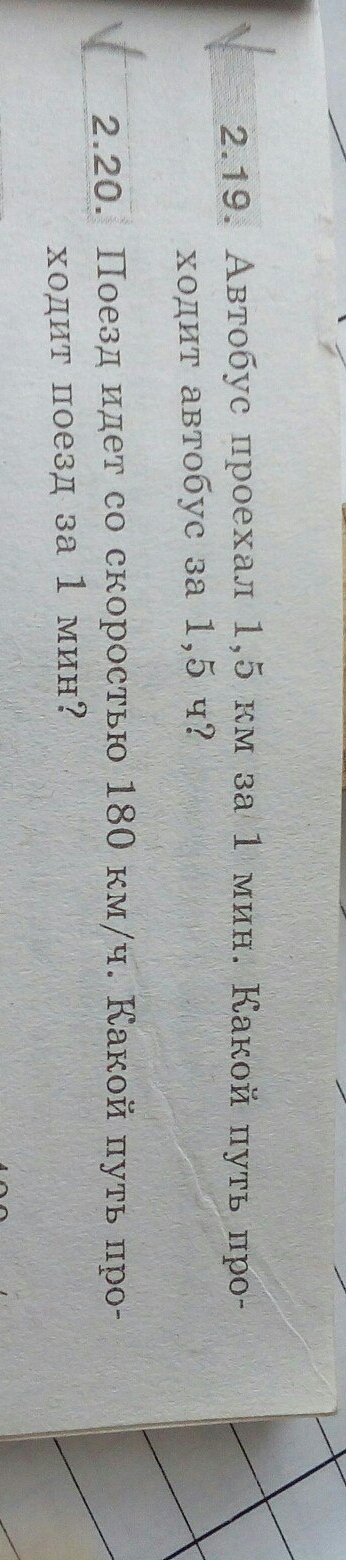 2.19. Автобус проехал 1,5 км за 1 мин. Какой путь про-
ходит автобус за 1,5 ч?
2.20. Поезд идет со скоростью 180 км/ч. Какой путь про-
ходит поезд за 1 мин?